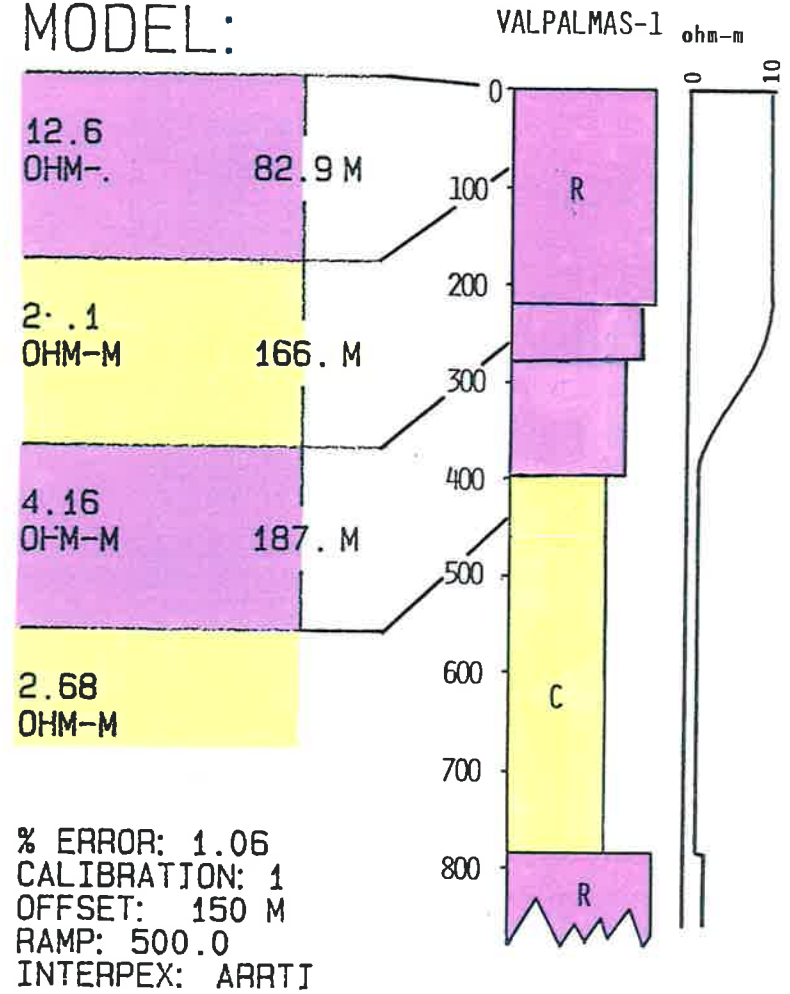 MODEL:
12.6
OHM-.
82.9 M
OHM-M
166. M
4.16
OHM-M
187. M
2.68
OHM-M
% ERROR: 1.06
CALIBRATION: 1
OFFSET: 150 M
RAMP: 500.0
INTERPEX: ARRTI
VALPALMAS-1
ohm-m
0
10
0
100
200
300
400
500
600
700
800
R
C
R